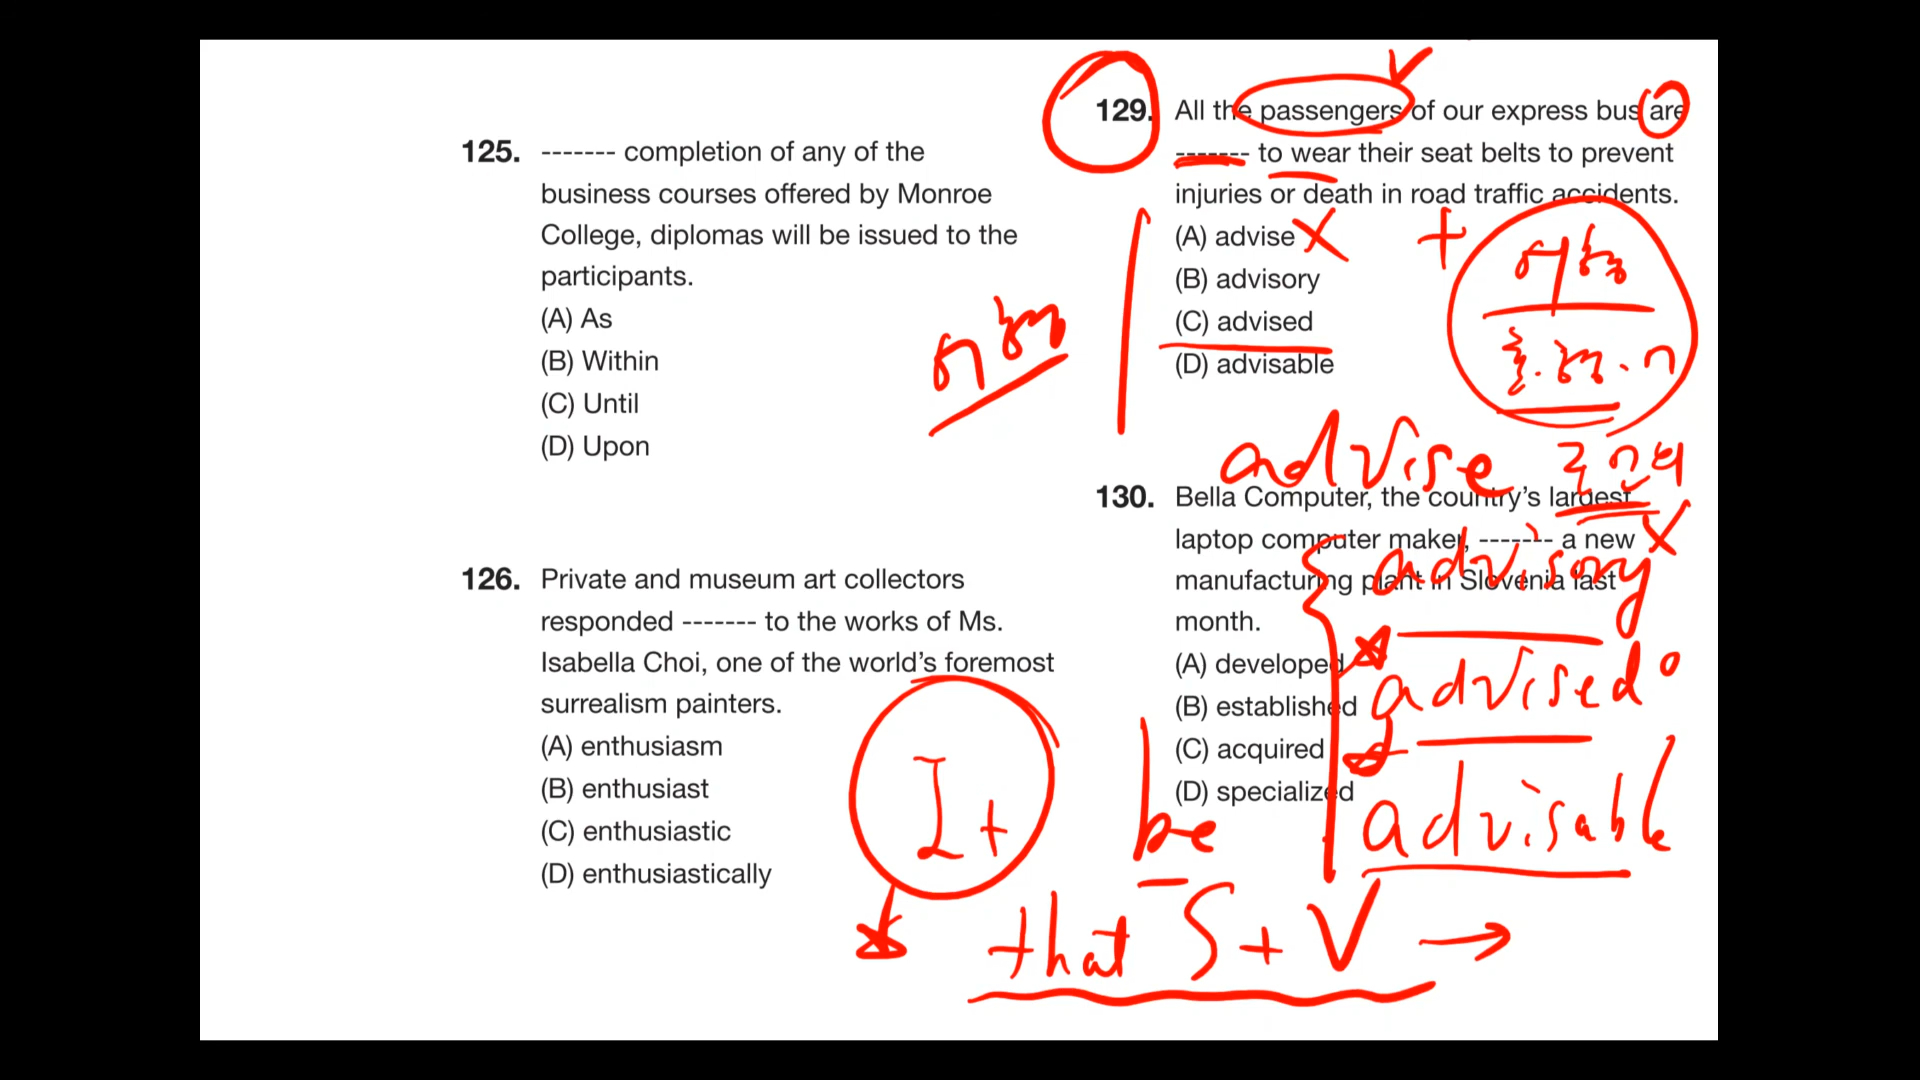 125. ------- completion of any of the
business courses offered by Monroe
College, diplomas will be issued to the
participants.
(A) As
(B) Within
(C) Until
(D) Upon
126. Private and museum art collectors
responded ------- to the works of Ms.
Isabella Choi, one of the world's foremost
surrealism painters.
(A) enthusiasm
(B) enthusiast
(C) enthusiastic
(D) enthusiastically
129. All the passengers of our express bus are
------- to wear their seat belts to prevent
injuries or death in road traffic accidents.
(A) advise
(B) advisory
(C) advised
(D) advisable
어휘
advise
130. Bella Computer, the country's largest
laptop computer maker, ------- a new
manufacturing plant in Slovenia last
month.
(A) developed
(B) established
(C) acquired
(D) specialized
advisory
advised
advisable
It be
that S + V →